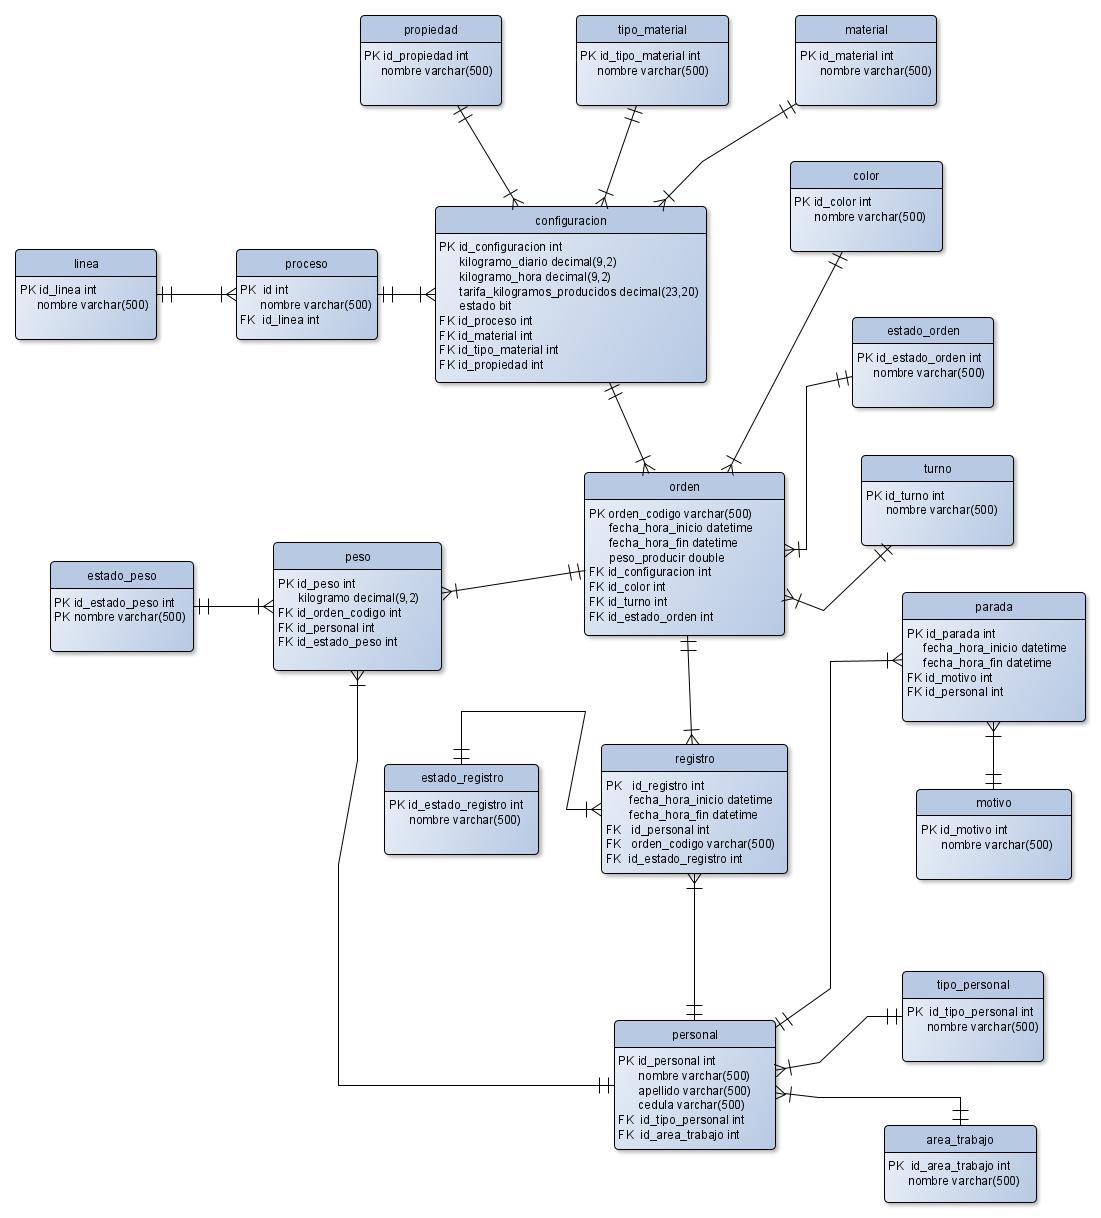 propiedad
PK id_propiedad int
nombre varchar(500)
tipo_material
PK id_tipo_material int
nombre varchar(500)
material
PK id_material int
nombre varchar(500)
color
PK id_color int
nombre varchar(500)
configuracion
PK id_configuracion int
kilogramo_diario decimal(9,2)
kilogramo_hora decimal(9,2)
tarifa_kilogramos_producidos decimal(23,20)
estado bit
FK id_proceso int
FK id_material int
FK id_tipo_material int
FK id_propiedad int
linea
PK id_linea int
nombre varchar(500)
proceso
PK id int
nombre varchar(500)
FK id_linea int
estado_orden
PK id_estado_orden int
nombre varchar(500)
turno
PK id_turno int
nombre varchar(500)
orden
PK orden_codigo varchar(500)
fecha_hora_inicio datetime
fecha_hora_fin datetime
peso_producir double
FK id_configuracion int
FK id_color int
FK id_turno int
FK id_estado_orden int
peso
PK id_peso int
kilogramo decimal(9,2)
FK id_orden_codigo int
FK id_personal int
FK id_estado_peso int
estado_peso
PK id_estado_peso int
PK nombre varchar(500)
parada
PK id_parada int
fecha_hora_inicio datetime
fecha_hora_fin datetime
FK id_motivo int
FK id_personal int
estado_registro
PK id_estado_registro int
nombre varchar(500)
registro
PK id_registro int
fecha_hora_inicio datetime
fecha_hora_fin datetime
FK id_personal int
FK orden_codigo varchar(500)
FK id_estado_registro int
motivo
PK id_motivo int
nombre varchar(500)
tipo_personal
PK id_tipo_personal int
nombre varchar(500)
personal
PK id_personal int
nombre varchar(500)
apellido varchar(500)
cedula varchar(500)
FK id_tipo_personal int
FK id_area_trabajo int
area_trabajo
PK id_area_trabajo int
nombre varchar(500)